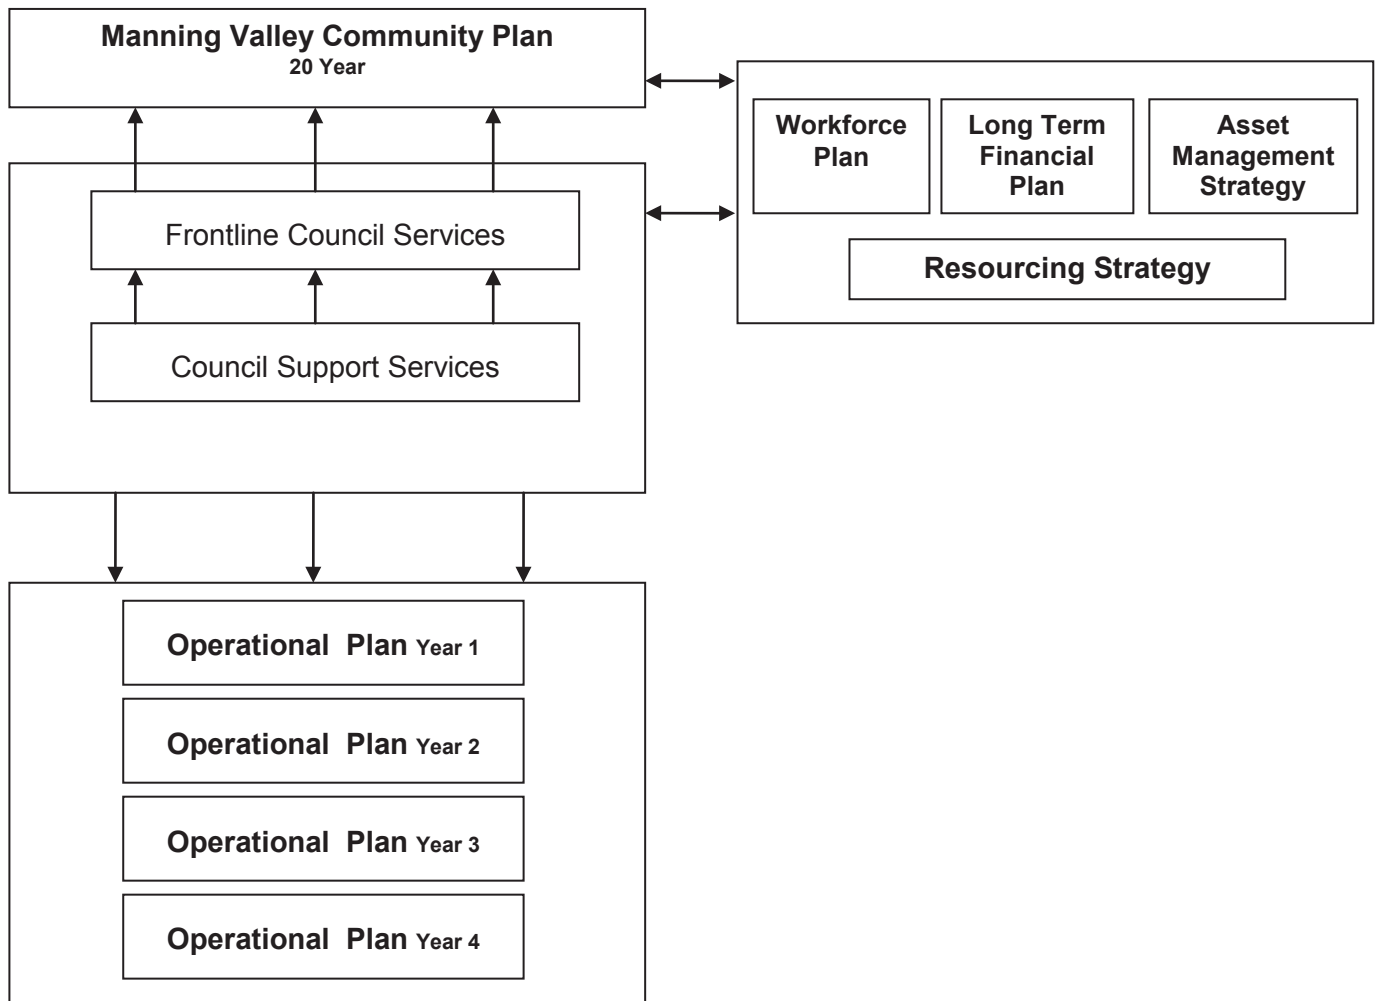 Manning Valley Community Plan
20 Year
Workforce
Plan
Long Term
Financial
Plan
Asset
Management
Strategy
Resourcing Strategy
Frontline Council Services
Council Support Services
Operational Plan Year 1
Operational Plan Year 2
Operational Plan Year 3
Operational Plan Year 4